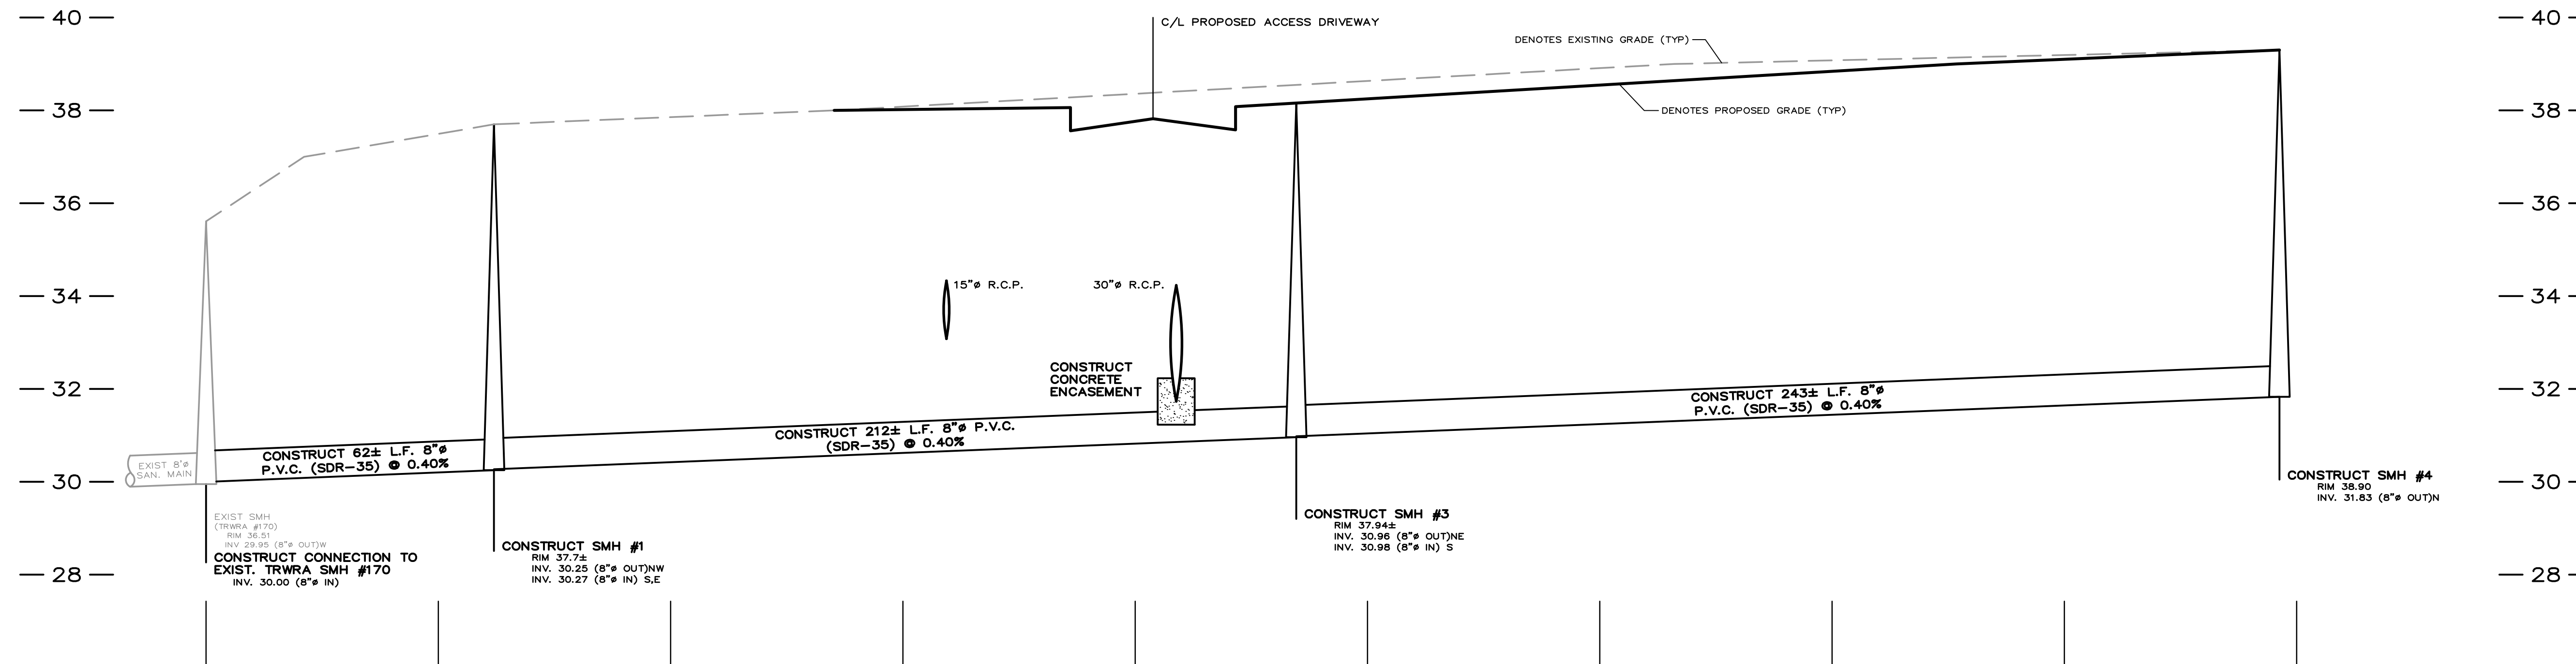 40
38
36
34
32
30
28
C/L PROPOSED ACCESS DRIVEWAY
DENOTES EXISTING GRADE (TYP)
DENOTES PROPOSED GRADE (TYP)
15"ø R.C.P.
30"ø R.C.P.
CONSTRUCT
CONCRETE
ENCASEMENT
EXIST 8"ø
SAN. MAIN
CONSTRUCT 62± L.F. 8"ø
P.V.C. (SDR-35) @ 0.40%
CONSTRUCT 212± L.F. 8"ø P.V.C.
(SDR-35) @ 0.40%
CONSTRUCT 243± L.F. 8"ø
P.V.C. (SDR-35) @ 0.40%
EXIST SMH
(TRWRA #170)
RIM 36.51
INV 29.95 (8"ø OUT)W
CONSTRUCT CONNECTION TO
EXIST. TRWRA SMH #170
INV. 30.00 (8"ø IN)
CONSTRUCT SMH #1
RIM 37.7±
INV. 30.25 (8"ø OUT)NW
INV. 30.27 (8"ø IN) S,E
CONSTRUCT SMH #3
RIM 37.94±
INV. 30.96 (8"ø OUT)NE
INV. 30.98 (8"ø IN) S
CONSTRUCT SMH #4
RIM 38.90
INV. 31.83 (8"ø OUT)N
40
38
36
34
32
30
28